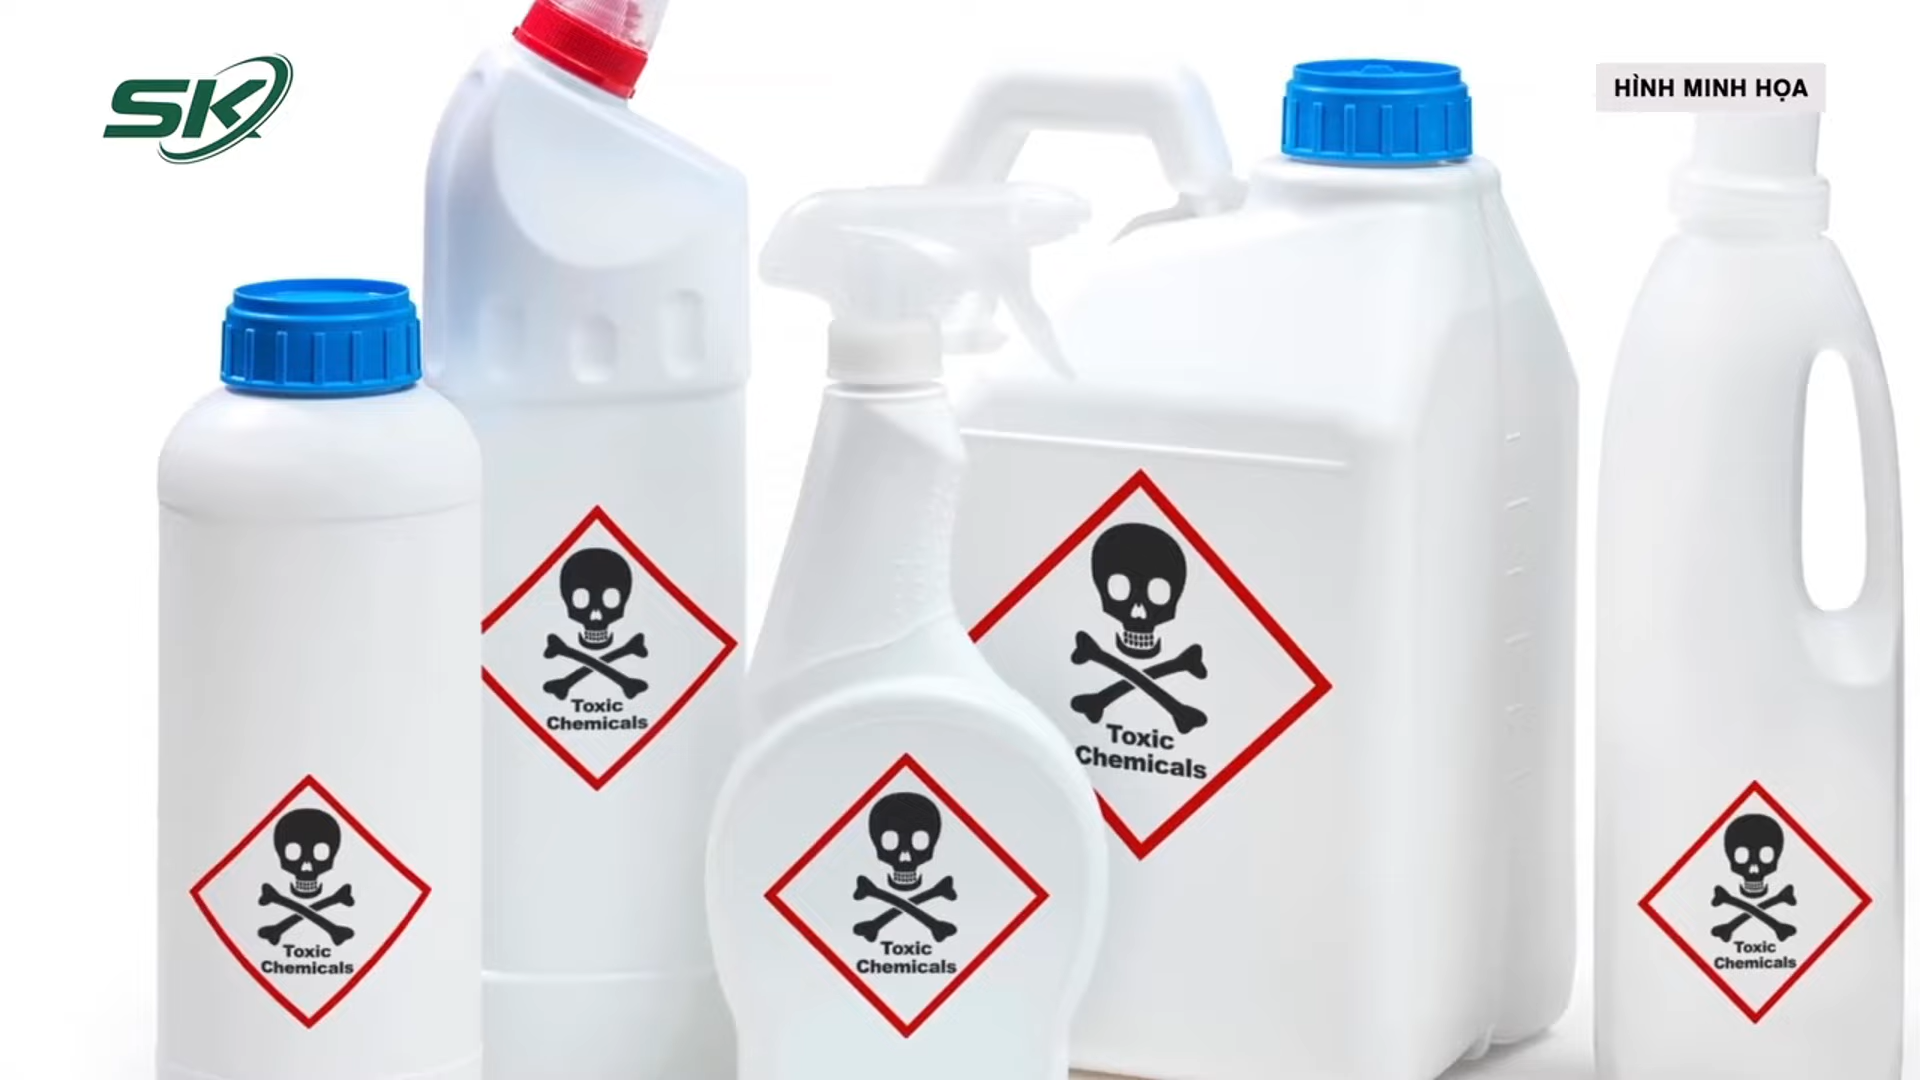 SK
HÌNH MINH HỌA
Toxic
Chemicals
Toxic
Chemicals
Toxic
Chemicals
Toxic
Chemicals
Toxic
Chemicals